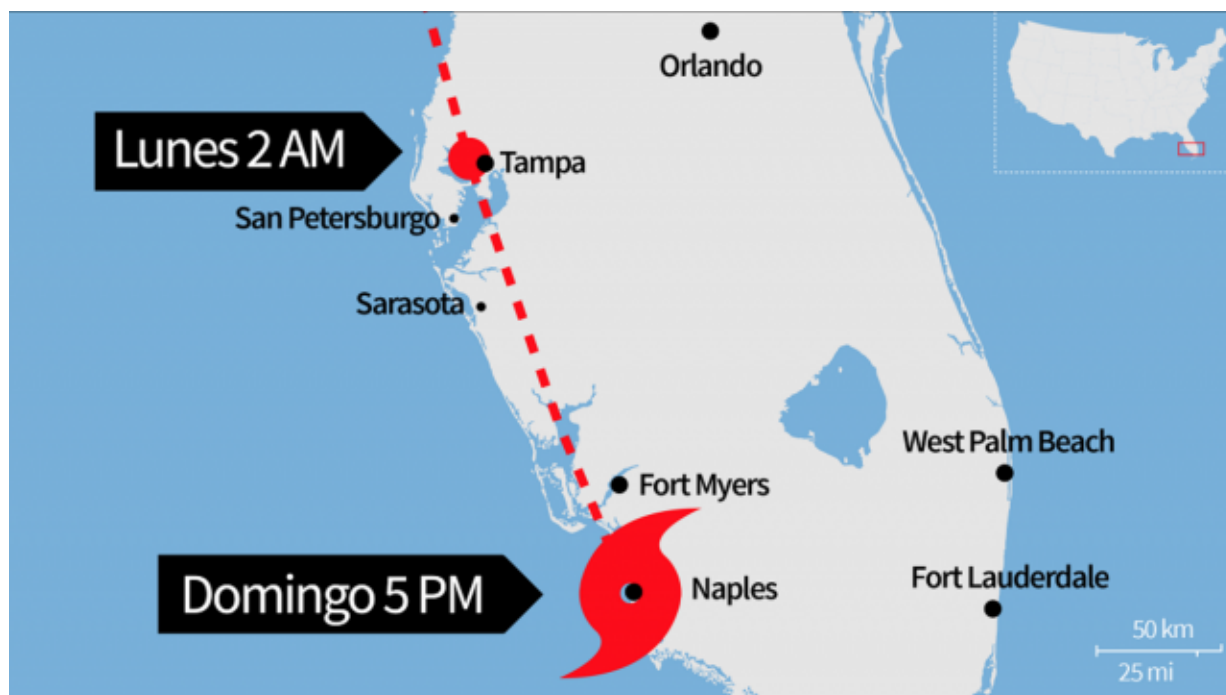 Orlando
Lunes 2 AM
Tampa
San Petersburgo
Sarasota
West Palm Beach
Fort Myers
Domingo 5 PM
Naples
Fort Lauderdale
50 km
25 mi